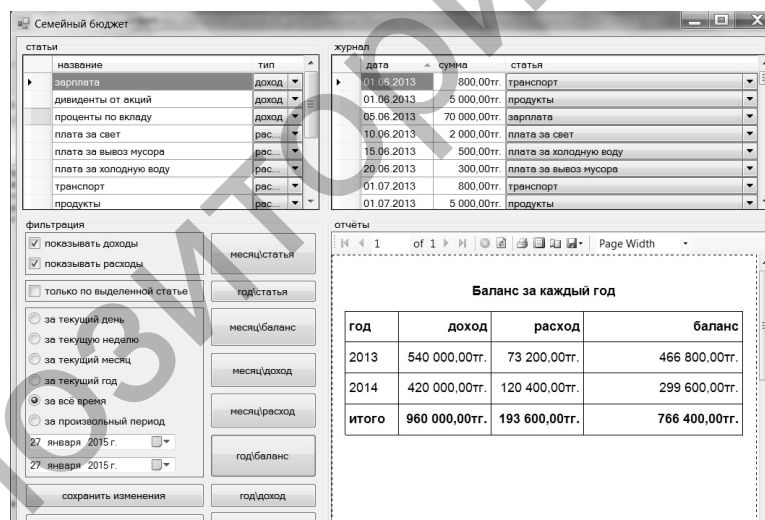 Семейный бюджет
статьи
название тип
зарплата доход
дивиденты от акций доход
проценты по вкладу доход
плата за свет рас...
плата за вывоз мусора рас...
плата за холодную воду рас...
транспорт рас...
продукты рас...
журнал
дата сумма статья
01.06.2013 800,00тг. транспорт
01.06.2013 5 000,00тг. продукты
05.06.2013 70 000,00тг. зарплата
10.06.2013 2 000,00тг. плата за свет
15.06.2013 500,00тг. плата за холодную воду
20.06.2013 300,00тг. плата за вывоз мусора
01.07.2013 800,00тг. транспорт
01.07.2013 5 000,00тг. продукты
фильтрация
показывать доходы
показывать расходы
только по выделенной статье
за текущий день
за текущую неделю
за текущий месяц
за текущий год
за всё время
за произвольный период
27 января 2015 г.
27 января 2015 г.
сохранить изменения
месяц\статья
год\статья
месяц\баланс
месяц\доход
месяц\расход
год\баланс
год\доход
отчёты
1 of 1 Page Width
Баланс за каждый год
год доход расход баланс
2013 540 000,00тг. 73 200,00тг. 466 800,00тг.
2014 420 000,00тг. 120 400,00тг. 299 600,00тг.
итого 960 000,00тг. 193 600,00тг. 766 400,00тг.